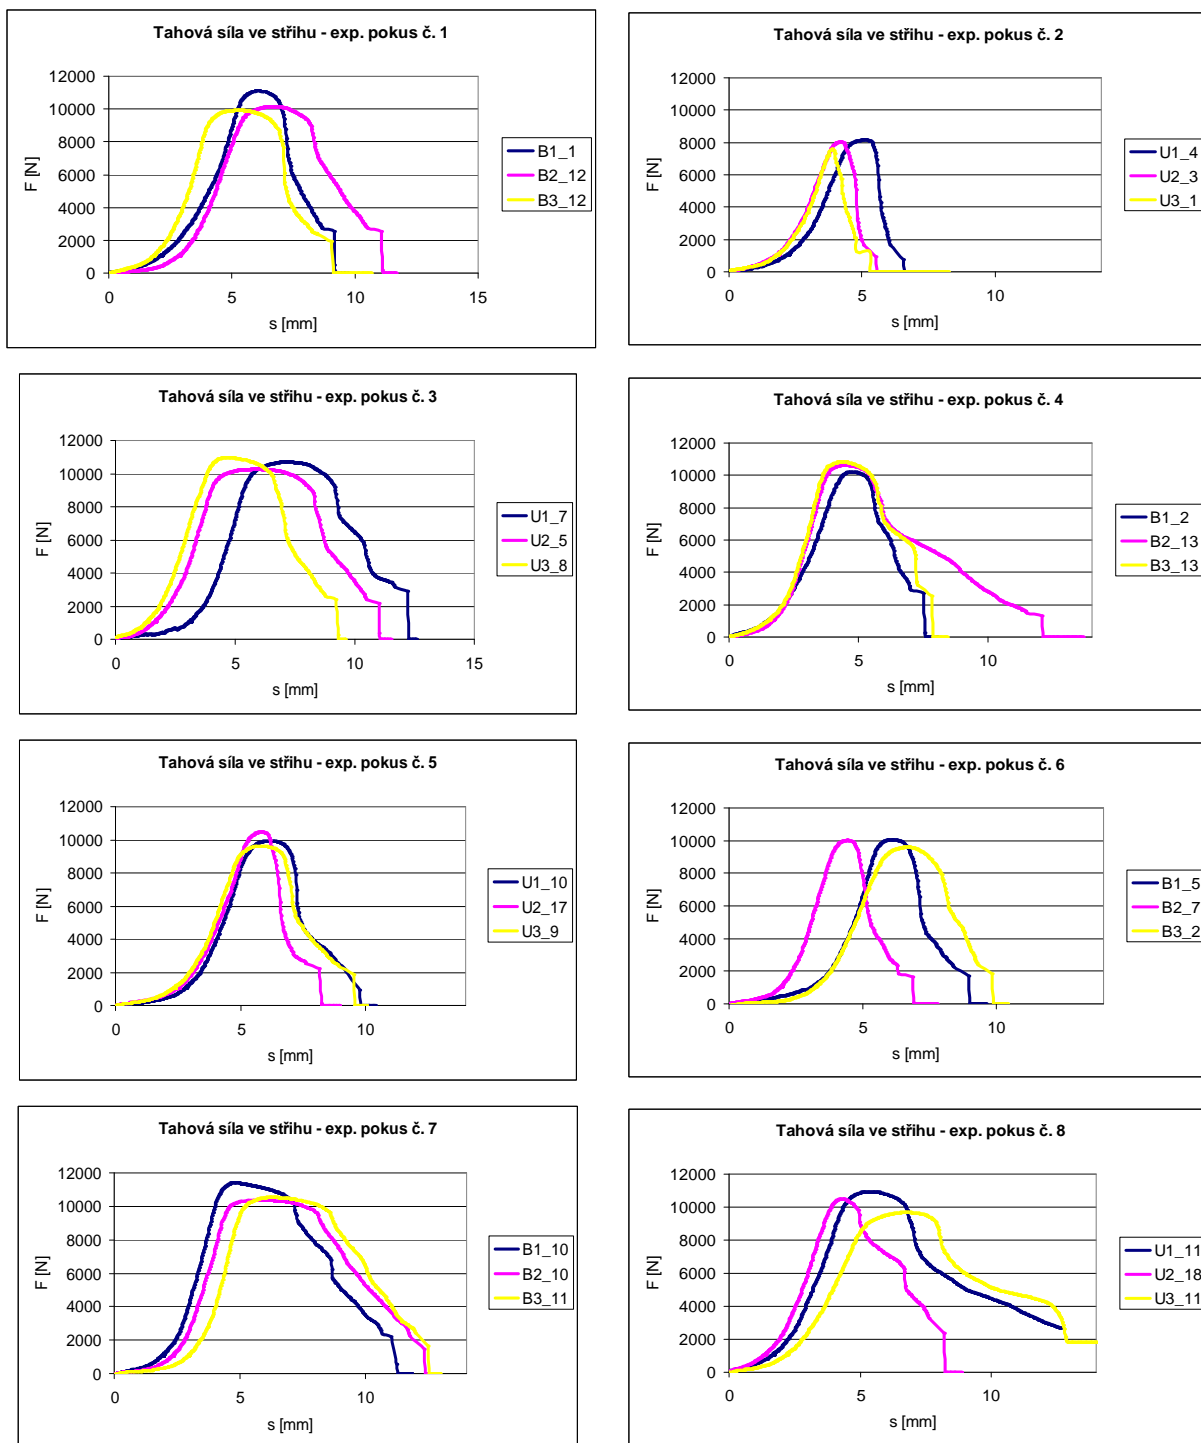 Tahová síla ve střihu - exp. pokus č. 1
12000
10000
8000
6000
4000
2000
0
0 5 10 15
F [N]
s [mm]
B1_1
B2_12
B3_12
Tahová síla ve střihu - exp. pokus č. 2
12000
10000
8000
6000
4000
2000
0
0 5 10
F [N]
s [mm]
U1_4
U2_3
U3_1
Tahová síla ve střihu - exp. pokus č. 3
12000
10000
8000
6000
4000
2000
0
0 5 10 15
F [N]
s [mm]
U1_7
U2_5
U3_8
Tahová síla ve střihu - exp. pokus č. 4
12000
10000
8000
6000
4000
2000
0
0 5 10
F [N]
s [mm]
B1_2
B2_13
B3_13
Tahová síla ve střihu - exp. pokus č. 5
12000
10000
8000
6000
4000
2000
0
0 5 10
F [N]
s [mm]
U1_10
U2_17
U3_9
Tahová síla ve střihu - exp. pokus č. 6
12000
10000
8000
6000
4000
2000
0
0 5 10
F [N]
s [mm]
B1_5
B2_7
B3_2
Tahová síla ve střihu - exp. pokus č. 7
12000
10000
8000
6000
4000
2000
0
0 5 10
F [N]
s [mm]
B1_10
B2_10
B3_11
Tahová síla ve střihu - exp. pokus č. 8
12000
10000
8000
6000
4000
2000
0
0 5 10
F [N]
s [mm]
U1_11
U2_18
U3_11